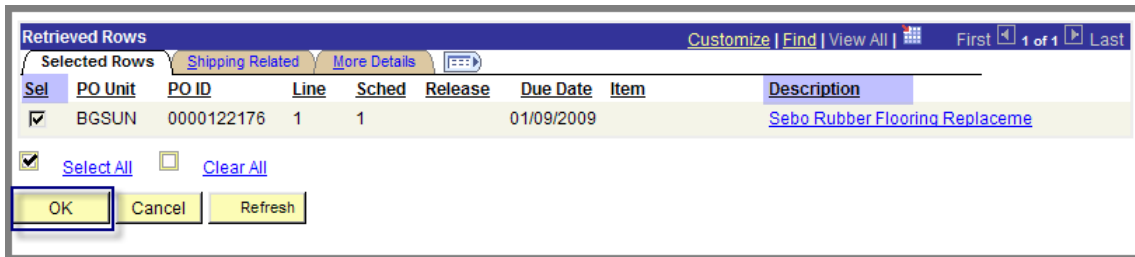 Retrieved Rows Customize | Find | View All | First 1 of 1 Last
Selected Rows Shipping Related More Details
Sel PO Unit PO ID Line Sched Release Due Date Item Description
BGSUN 0000122176 1 1 01/09/2009 Sebo Rubber Flooring Replaceme
Select All Clear All
OK Cancel Refresh